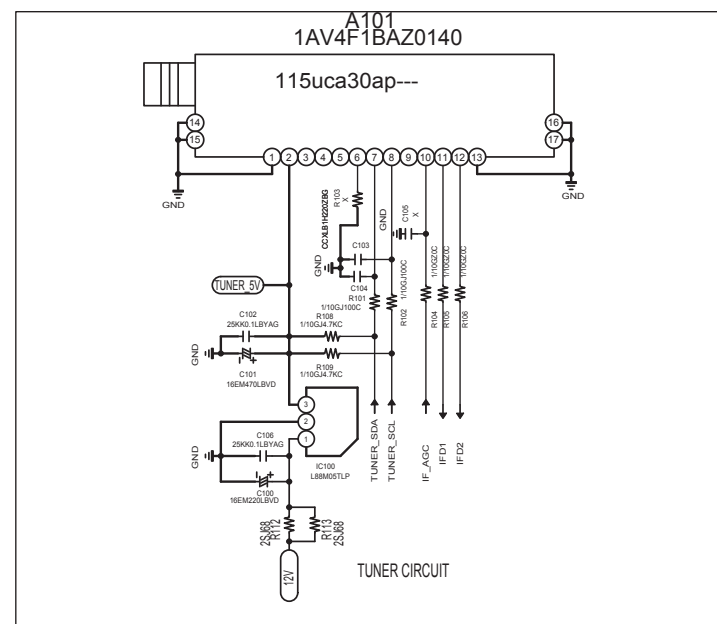 A101
1AV4F1BAZ0140
115uca30ap---
14
15
16
17
1 2 3 4 5 6 7 8 9 10 11 12 13
GND
GND
R103
X
CCXLB1H220ZBG
GND
C105
X
GND
C103
C104
R101
1/10GJ100C
1/10GJ100C
R102
1/10GZ0C
R104
1/10GZ0C
R105
1/10GZ0C
R106
TUNER_5V
C102
25KK0.1LBYAG
R108
1/10GJ4.7KC
GND
C101
16EM470LBVD
R109
1/10GJ4.7KC
3
2
1
C106
25KK0.1LBYAG
GND
C100
16EM220LBVD
IC100
L88M05TLP
TUNER_SDA
TUNER_SCL
IF_AGC
IFD1
IFD2
2SJ68
R112
R113
2SJ68
12V
TUNER CIRCUIT